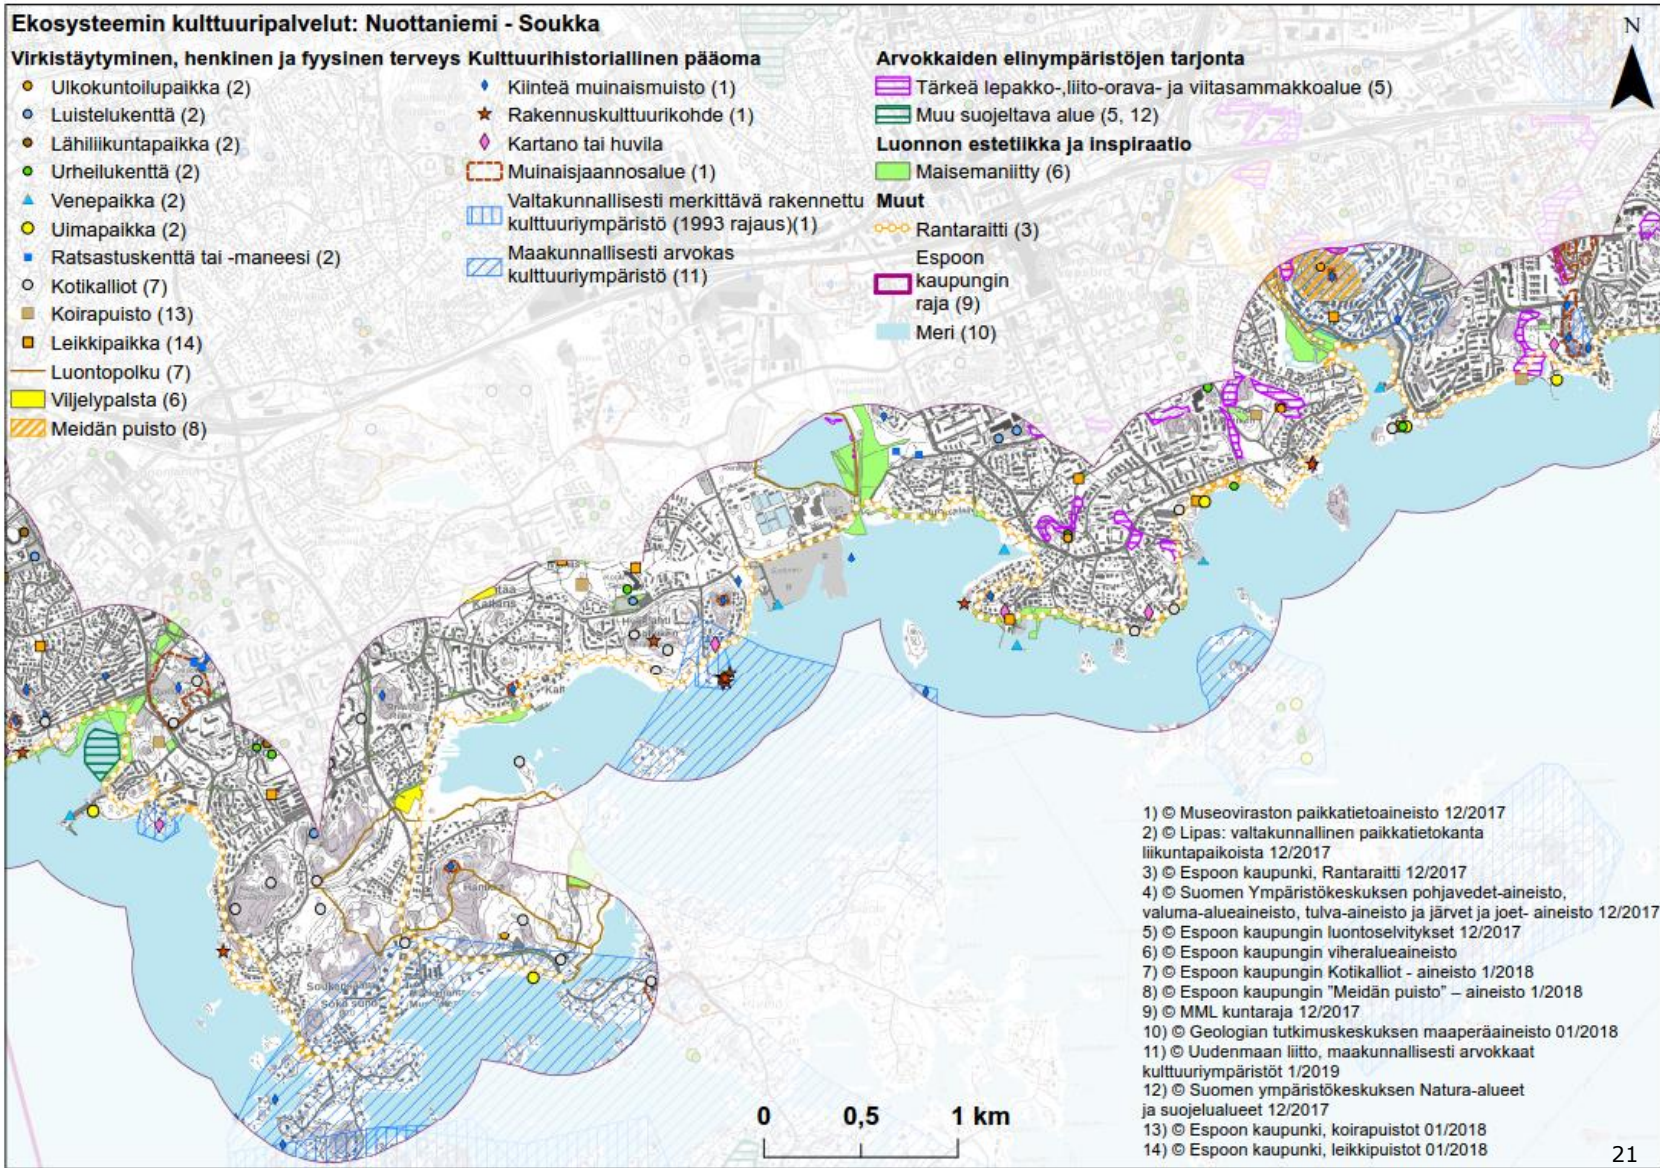 Ekosysteemin kulttuuripalvelut: Nuottaniemi - Soukka
Virkistäytyminen, henkinen ja fyysinen terveys
Ulkokuntoilupaikka (2)
Luistelukenttä (2)
Lähiliikuntapaikka (2)
Urheilukenttä (2)
Venepaikka (2)
Uimapaikka (2)
Ratsastuskenttä tai -maneesi (2)
Kotikalliot (7)
Koirapuisto (13)
Leikkipaikka (14)
Luontopolku (7)
Viljelypalsta (6)
Meidän puisto (8)
Kulttuurihistoriallinen pääoma
Kiinteä muinaismuisto (1)
Rakennuskulttuurikohde (1)
Kartano tai huvila
Muinaisjaannosalue (1)
Valtakunnallisesti merkittävä rakennettu
kulttuuriympäristö (1993 rajaus)(1)
Maakunnallisesti arvokas
kulttuuriympäristö (11)
Arvokkaiden elinympäristöjen tarjonta
Tärkeä lepakko-,liito-orava- ja viitasammakkoalue (5)
Muu suojeltava alue (5, 12)
Luonnon estetiikka ja inspiraatio
Maisemaniitty (6)
Muut
Rantaraitti (3)
Espoon
kaupungin
raja (9)
Meri (10)
N
1) © Museoviraston paikkatietoaineisto 12/2017
2) © Lipas: valtakunnallinen paikkatietokanta
liikuntapaikoista 12/2017
3) © Espoon kaupunki, Rantaraitti 12/2017
4) © Suomen Ympäristökeskuksen pohjavedet-aineisto,
valuma-alueaineisto, tulva-aineisto ja järvet ja joet- aineisto 12/2017
5) © Espoon kaupungin luontoselvitykset 12/2017
6) © Espoon kaupungin viheralueaineisto
7) © Espoon kaupungin Kotikalliot - aineisto 1/2018
8) © Espoon kaupungin "Meidän puisto" – aineisto 1/2018
9) © MML kuntaraja 12/2017
10) © Geologian tutkimuskeskuksen maaperäaineisto 01/2018
11) © Uudenmaan liitto, maakunnallisesti arvokkaat
kulttuuriympäristöt 1/2019
12) © Suomen ympäristökeskuksen Natura-alueet
ja suojelualueet 12/2017
13) © Espoon kaupunki, koirapuistot 01/2018
14) © Espoon kaupunki, leikkipuistot 01/2018
0 0,5 1 km
21